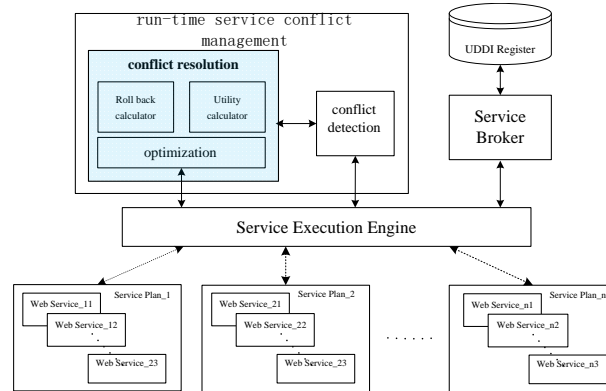 run-time service conflict
management
UDDI Register
conflict resolution
Roll back
calculator
Utility
calculator
conflict
detection
Service
Broker
optimization
Service Execution Engine
Service Plan_1
Web Service_11
Web Service_12
Web Service_23
Service Plan_2
Web Service_21
Web Service_22
Web Service_23
. . . . . .
Service Plan_n
Web Service_n1
Web Service_n2
Web Service_n3